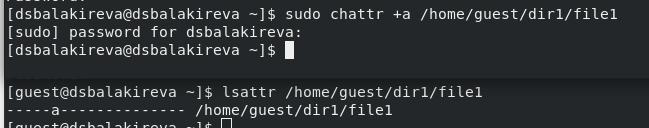 [dsbalakireva@dsbalakireva ~]$ sudo chattr +a /home/guest/dir1/file1
[sudo] password for dsbalakireva:
[dsbalakireva@dsbalakireva ~]$
[guest@dsbalakireva ~]$ lsattr /home/guest/dir1/file1
-----a-------------- /home/guest/dir1/file1
[guest@dsbalakireva ~]$